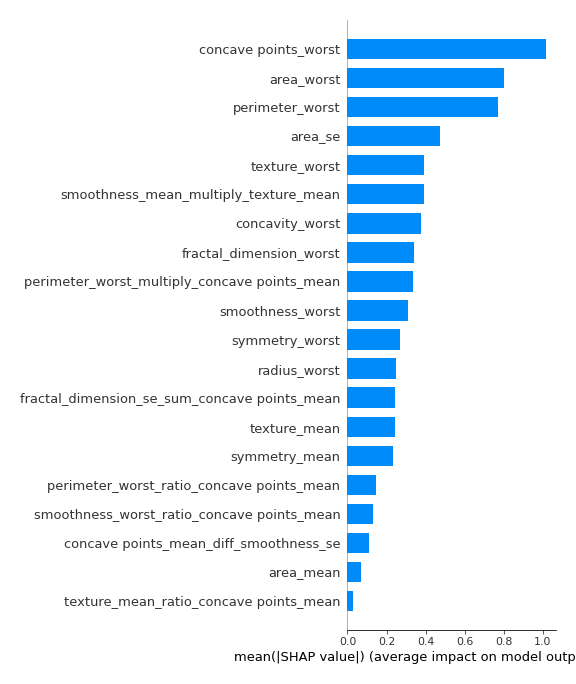 concave points_worst
area_worst
perimeter_worst
area_se
texture_worst
smoothness_mean_multiply_texture_mean
concavity_worst
fractal_dimension_worst
perimeter_worst_multiply_concave points_mean
smoothness_worst
symmetry_worst
radius_worst
fractal_dimension_se_sum_concave points_mean
texture_mean
symmetry_mean
perimeter_worst_ratio_concave points_mean
smoothness_worst_ratio_concave points_mean
concave points_mean_diff_smoothness_se
area_mean
texture_mean_ratio_concave points_mean
0.0 0.2 0.4 0.6 0.8 1.0
mean(|SHAP value|) (average impact on model outp